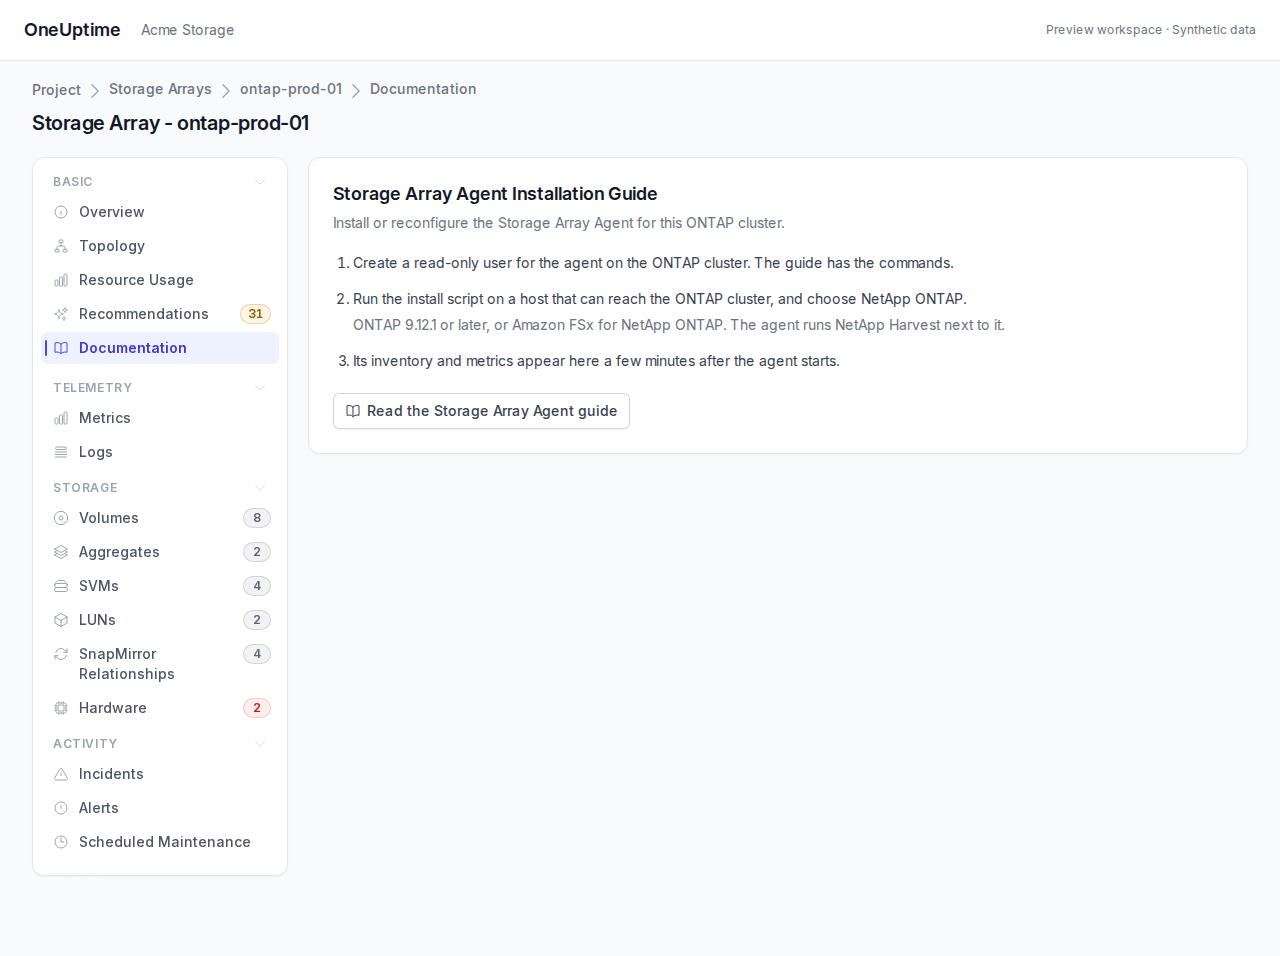 OneUptime
Acme Storage
Preview workspace · Synthetic data
Project
Storage Arrays
ontap-prod-01
Documentation
Storage Array - ontap-prod-01
BASIC
Overview
Topology
Resource Usage
Recommendations 31
Documentation
TELEMETRY
Metrics
Logs
STORAGE
Volumes 8
Aggregates 2
SVMs 4
LUNs 2
SnapMirror 4
Relationships
Hardware 2
ACTIVITY
Incidents
Alerts
Scheduled Maintenance
Storage Array Agent Installation Guide
Install or reconfigure the Storage Array Agent for this ONTAP cluster.
1. Create a read-only user for the agent on the ONTAP cluster. The guide has the commands.
2. Run the install script on a host that can reach the ONTAP cluster, and choose NetApp ONTAP.
ONTAP 9.12.1 or later, or Amazon FSx for NetApp ONTAP. The agent runs NetApp Harvest next to it.
3. Its inventory and metrics appear here a few minutes after the agent starts.
Read the Storage Array Agent guide